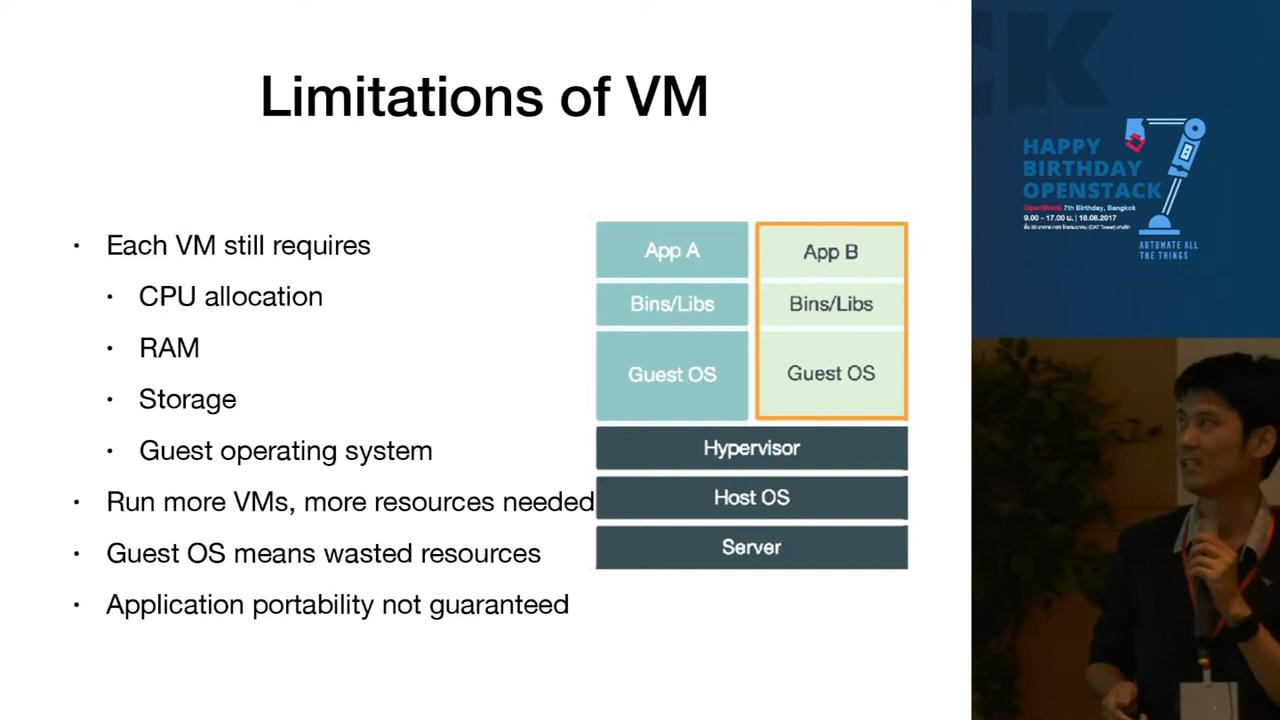 Limitations of VM
• Each VM still requires
• CPU allocation
• RAM
• Storage
• Guest operating system
• Run more VMs, more resources needed
• Guest OS means wasted resources
• Application portability not guaranteed
App A
App B
Bins/Libs
Bins/Libs
Guest OS
Guest OS
Hypervisor
Host OS
Server
HAPPY
BIRTHDAY
OPENSTACK
OpenStack 7th Birthday, Bangkok
9.00 - 17.00 น. | 16.08.2017
AUTOMATE ALL
THE THINGS